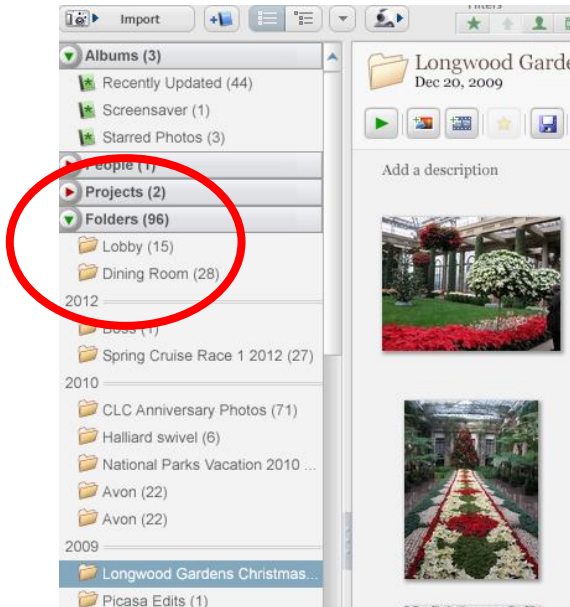 Import
Filters
Albums (3)
Recently Updated (44)
Screensaver (1)
Starred Photos (3)
People (1)
Projects (2)
Folders (96)
Lobby (15)
Dining Room (28)
2012
Boss (1)
Spring Cruise Race 1 2012 (27)
2010
CLC Anniversary Photos (71)
Halliard swivel (6)
National Parks Vacation 2010 ...
Avon (22)
Avon (22)
2009
Longwood Gardens Christmas...
Picasa Edits (1)
Longwood Garde
Dec 20, 2009
Add a description